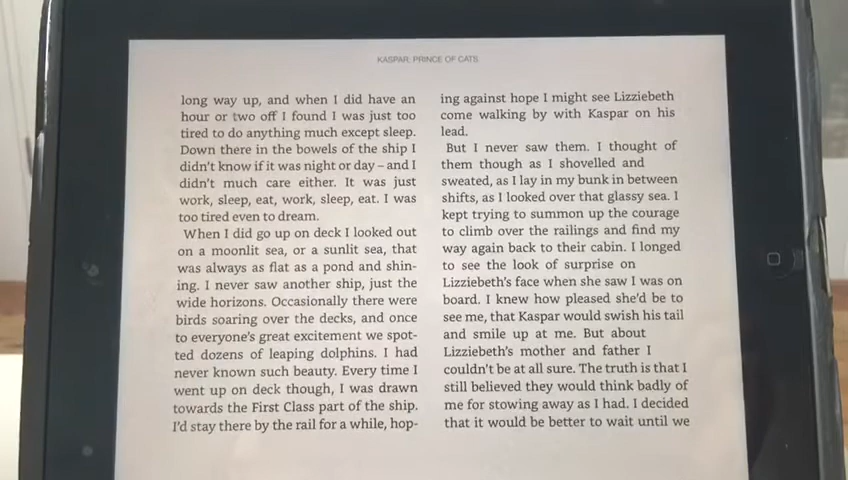 KASPAR: PRINCE OF CATS
long way up, and when I did have an
hour or two off I found I was just too
tired to do anything much except sleep.
Down there in the bowels of the ship I
didn't know if it was night or day – and I
didn't much care either. It was just
work, sleep, eat, work, sleep, eat. I was
too tired even to dream.
When I did go up on deck I looked out
on a moonlit sea, or a sunlit sea, that
was always as flat as a pond and shin-
ing. I never saw another ship, just the
wide horizons. Occasionally there were
birds soaring over the decks, and once
to everyone's great excitement we spot-
ted dozens of leaping dolphins. I had
never known such beauty. Every time I
went up on deck though, I was drawn
towards the First Class part of the ship.
I'd stay there by the rail for a while, hop-
ing against hope I might see Lizziebeth
come walking by with Kaspar on his
lead.
But I never saw them. I thought of
them though as I shovelled and
sweated, as I lay in my bunk in between
shifts, as I looked over that glassy sea. I
kept trying to summon up the courage
to climb over the railings and find my
way again back to their cabin. I longed
to see the look of surprise on
Lizziebeth's face when she saw I was on
board. I knew how pleased she'd be to
see me, that Kaspar would swish his tail
and smile up at me. But about
Lizziebeth's mother and father I
couldn't be at all sure. The truth is that I
still believed they would think badly of
me for stowing away as I had. I decided
that it would be better to wait until we